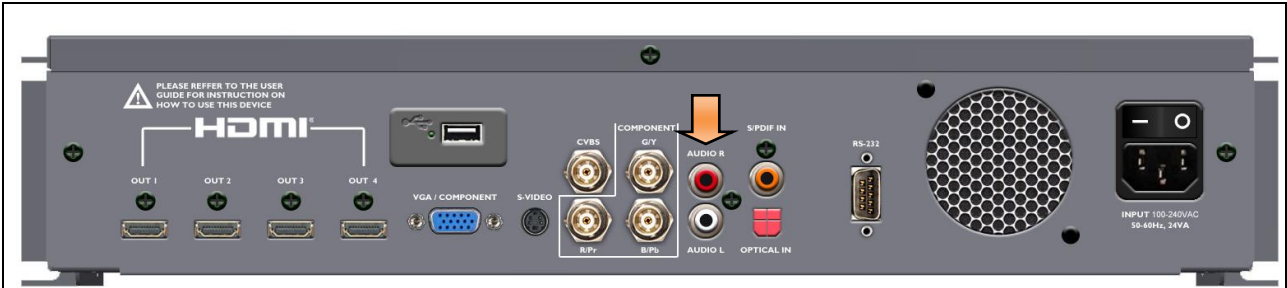 PLEASE REFFER TO THE USER
GUIDE FOR INSTRUCTION ON
HOW TO USE THIS DEVICE
HDMI®
OUT 1
OUT 2
OUT 3
OUT 4
VGA / COMPONENT
S-VIDEO
CVBS
COMPONENT
G/Y
R/Pr
B/Pb
AUDIO R
AUDIO L
S/PDIF IN
OPTICAL IN
RS-232
INPUT 100-240VAC
50-60Hz, 24VA